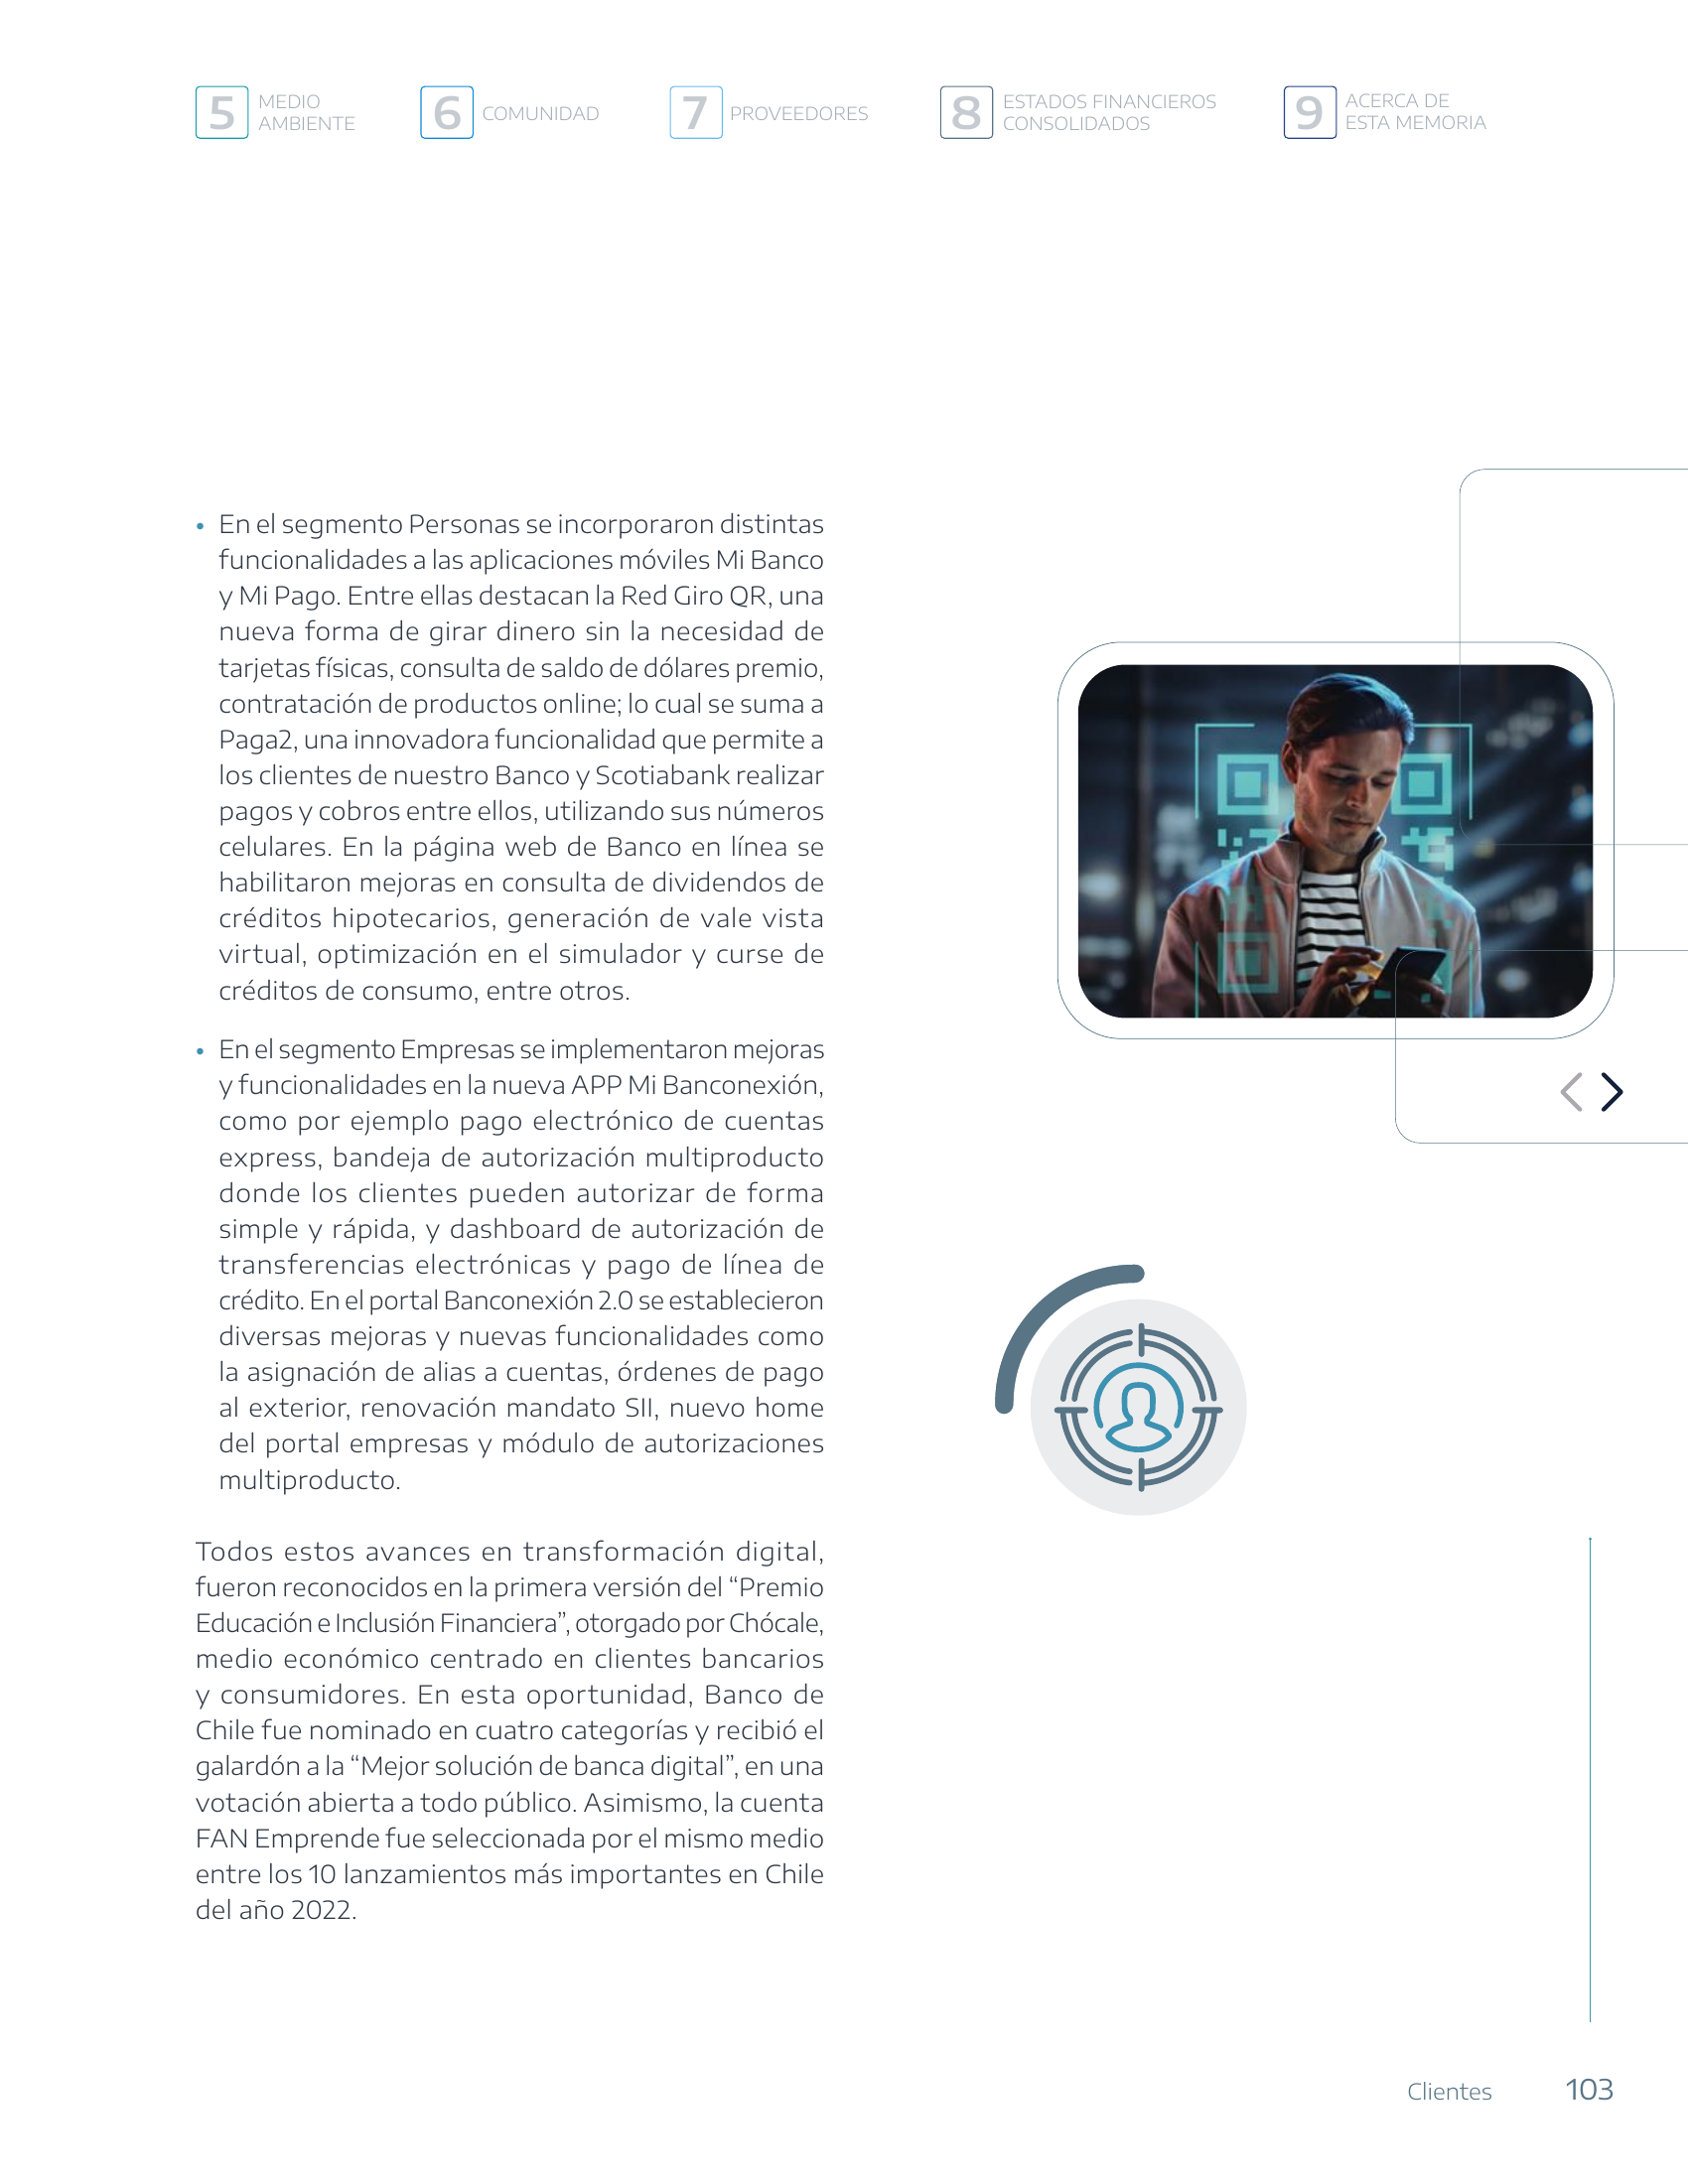 5 MEDIO
AMBIENTE
6 COMUNIDAD
7 PROVEEDORES
8 ESTADOS FINANCIEROS
CONSOLIDADOS
9 ACERCA DE
ESTA MEMORIA
• En el segmento Personas se incorporaron distintas
funcionalidades a las aplicaciones móviles Mi Banco
y Mi Pago. Entre ellas destacan la Red Giro QR, una
nueva forma de girar dinero sin la necesidad de
tarjetas físicas, consulta de saldo de dólares premio,
contratación de productos online; lo cual se suma a
Paga2, una innovadora funcionalidad que permite a
los clientes de nuestro Banco y Scotiabank realizar
pagos y cobros entre ellos, utilizando sus números
celulares. En la página web de Banco en línea se
habilitaron mejoras en consulta de dividendos de
créditos hipotecarios, generación de vale vista
virtual, optimización en el simulador y curse de
créditos de consumo, entre otros.
• En el segmento Empresas se implementaron mejoras
y funcionalidades en la nueva APP Mi Banconexión,
como por ejemplo pago electrónico de cuentas
express, bandeja de autorización multiproducto
donde los clientes pueden autorizar de forma
simple y rápida, y dashboard de autorización de
transferencias electrónicas y pago de línea de
crédito. En el portal Banconexión 2.0 se establecieron
diversas mejoras y nuevas funcionalidades como
la asignación de alias a cuentas, órdenes de pago
al exterior, renovación mandato SII, nuevo home
del portal empresas y módulo de autorizaciones
multiproducto.
Todos estos avances en transformación digital,
fueron reconocidos en la primera versión del “Premio
Educación e Inclusión Financiera”, otorgado por Chócale,
medio económico centrado en clientes bancarios
y consumidores. En esta oportunidad, Banco de
Chile fue nominado en cuatro categorías y recibió el
galardón a la “Mejor solución de banca digital”, en una
votación abierta a todo público. Asimismo, la cuenta
FAN Emprende fue seleccionada por el mismo medio
entre los 10 lanzamientos más importantes en Chile
del año 2022.
Clientes 103